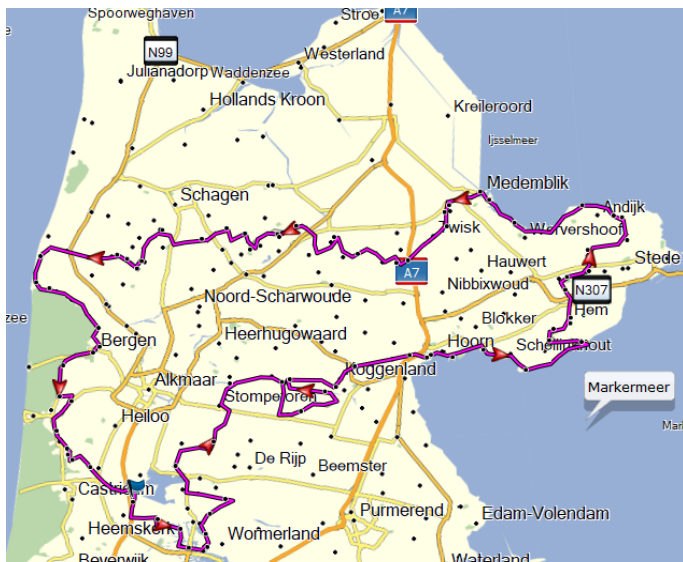 Spoorweghaven
Stroe
A7
N99
Westerland
Julianadorp
Waddenzee
Hollands Kroon
Kreileroord
Ijsselmeer
Schagen
Medemblik
Andijk
wisk
Wervershoof
Hauwert
Stede
A7
Nibbixwoud
N307
Noord-Scharwoude
zee
Blokker
Hem
Bergen
Heerhugowaard
Hoorn
Schellinkhout
Koggenland
Alkmaar
Stompetoren
Markermeer
Heiloo
Mark
De Rijp
Beemster
Castricum
Purmerend
Edam-Volendam
Heemskerk
Wormerland
Beverwijk
Waterland